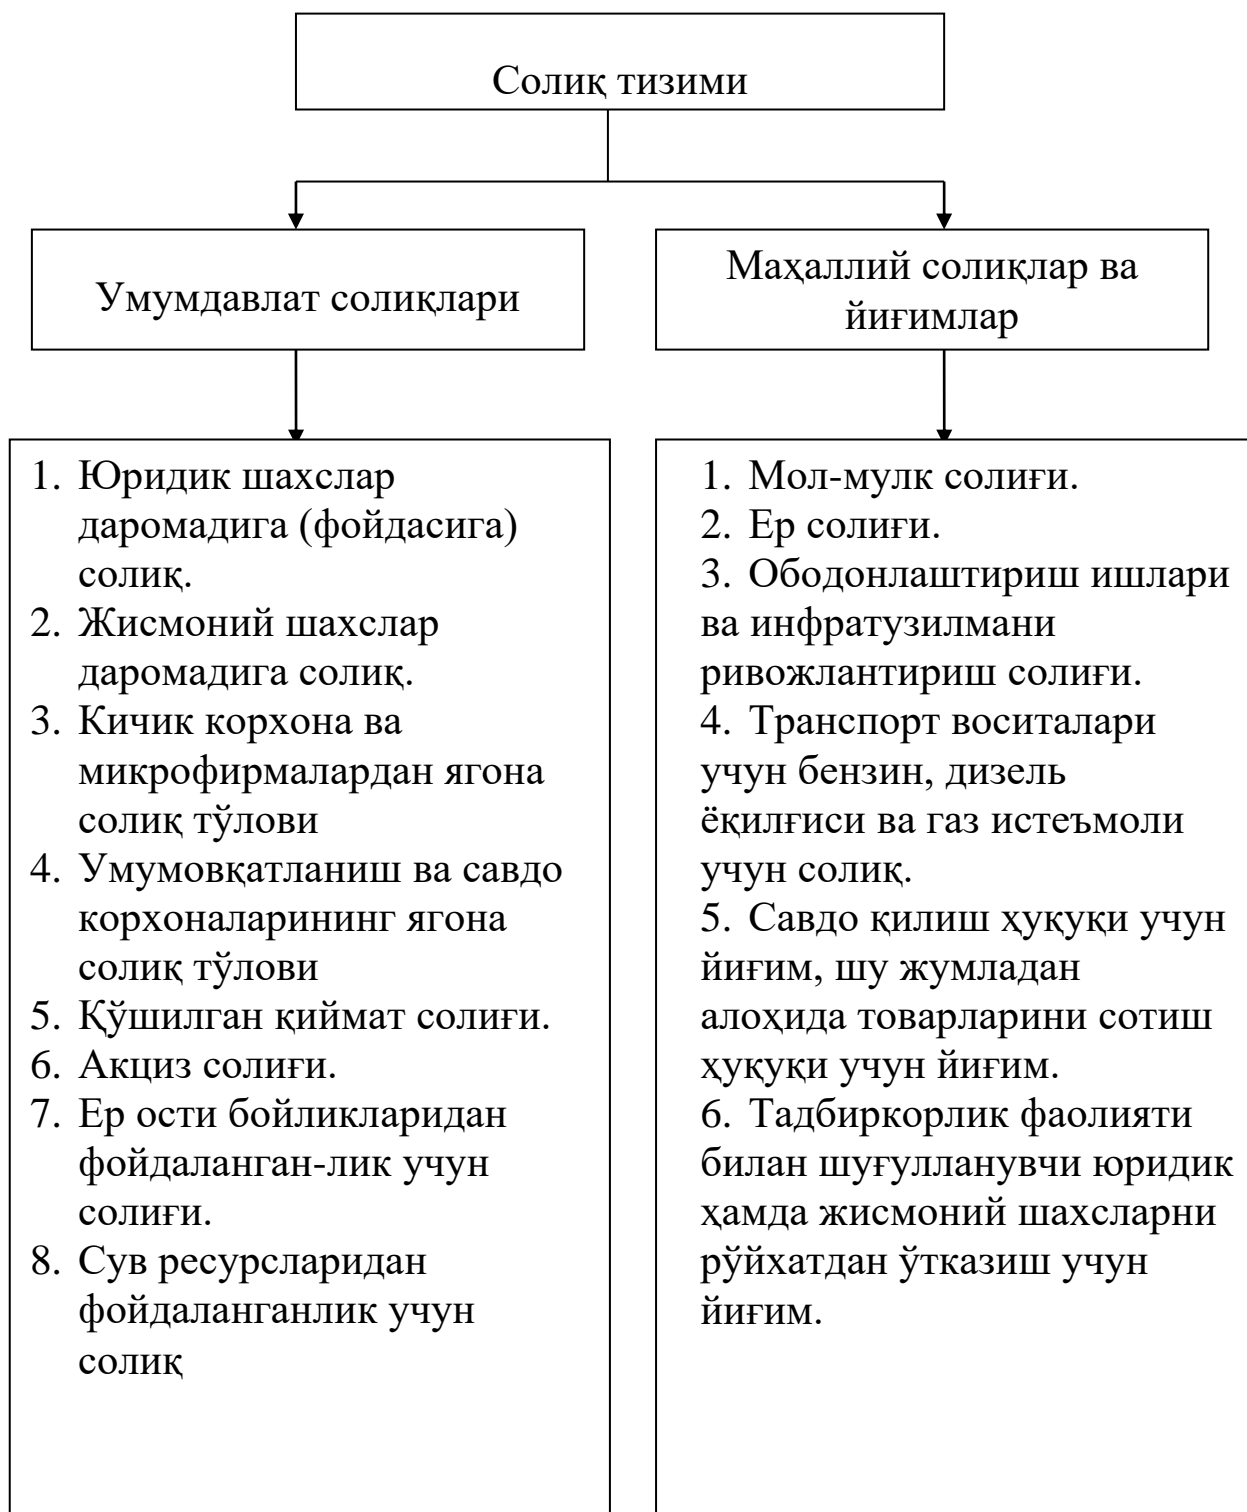 Солиқ тизими
Умумдавлат солиқлари
Маҳаллий солиқлар ва
йиғимлар
1. Юридик шахслар
даромадига (фойдасига)
солиқ.
2. Жисмоний шахслар
даромадига солиқ.
3. Кичик корхона ва
микрофирмалардан ягона
солиқ тўлови
4. Умумовқатланиш ва савдо
корхоналарининг ягона
солиқ тўлови
5. Қўшилган қиймат солиғи.
6. Акциз солиғи.
7. Ер ости бойликларидан
фойдаланган-лик учун
солиғи.
8. Сув ресурсларидан
фойдаланганлик учун
солиқ
1. Мол-мулк солиғи.
2. Ер солиғи.
3. Ободонлаштириш ишлари
ва инфратузилмани
ривожлантириш солиғи.
4. Транспорт воситалари
учун бензин, дизель
ёқилғиси ва газ истеъмоли
учун солиқ.
5. Савдо қилиш ҳуқуқи учун
йиғим, шу жумладан
алоҳида товарларини сотиш
ҳуқуқи учун йиғим.
6. Тадбиркорлик фаолияти
билан шуғулланувчи юридик
ҳамда жисмоний шахсларни
рўйхатдан ўтказиш учун
йиғим.